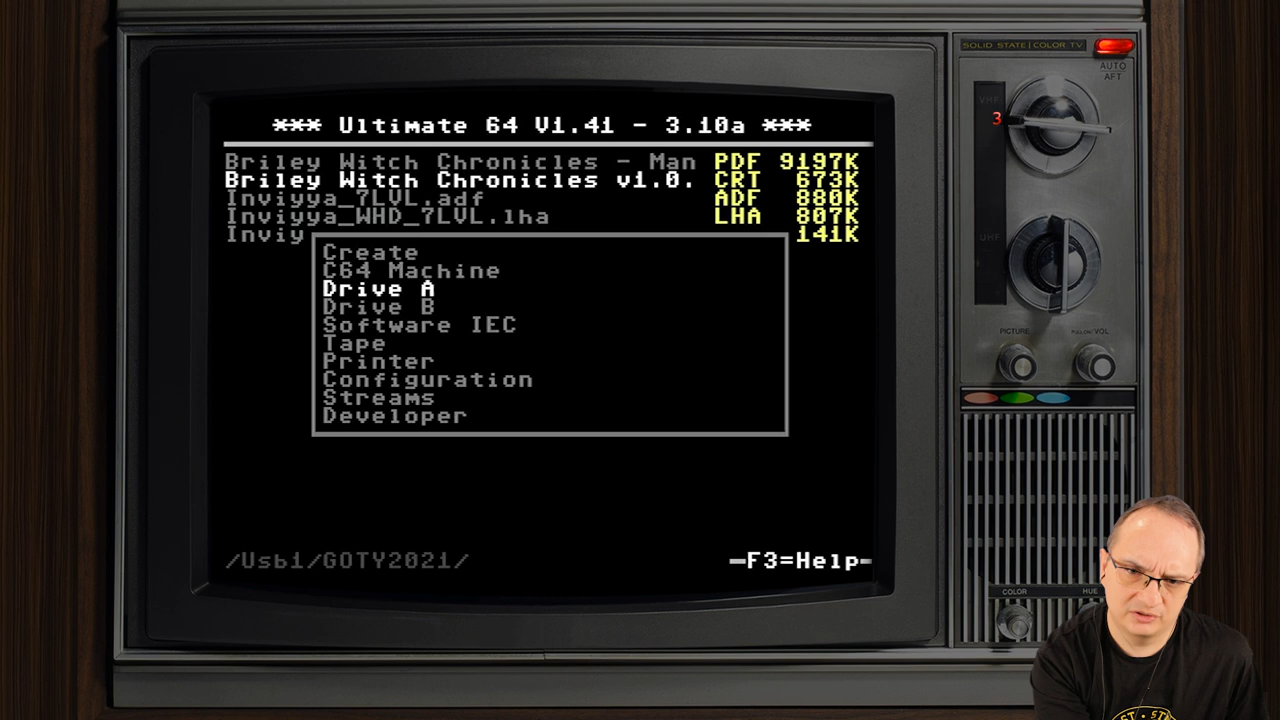 SOLID STATE | COLOR TV
AUTO
AFT
VHF
3
*** Ultimate 64 V1.41 - 3.10a ***
Briley Witch Chronicles - Man PDF 9197K
Briley Witch Chronicles v1.0. CRT 673K
Inviyya_7LVL.adf ADF 880K
Inviyya_WHD_7LVL.lha LHA 807K
Inviy 141K
UHF
Create
C64 Machine
Drive A
Drive B
Software IEC
Tape
Printer
Configuration
Streams
Developer
PICTURE
VOL
/Usb1/GOTY2021/
F3=Help
COLOR
HUE